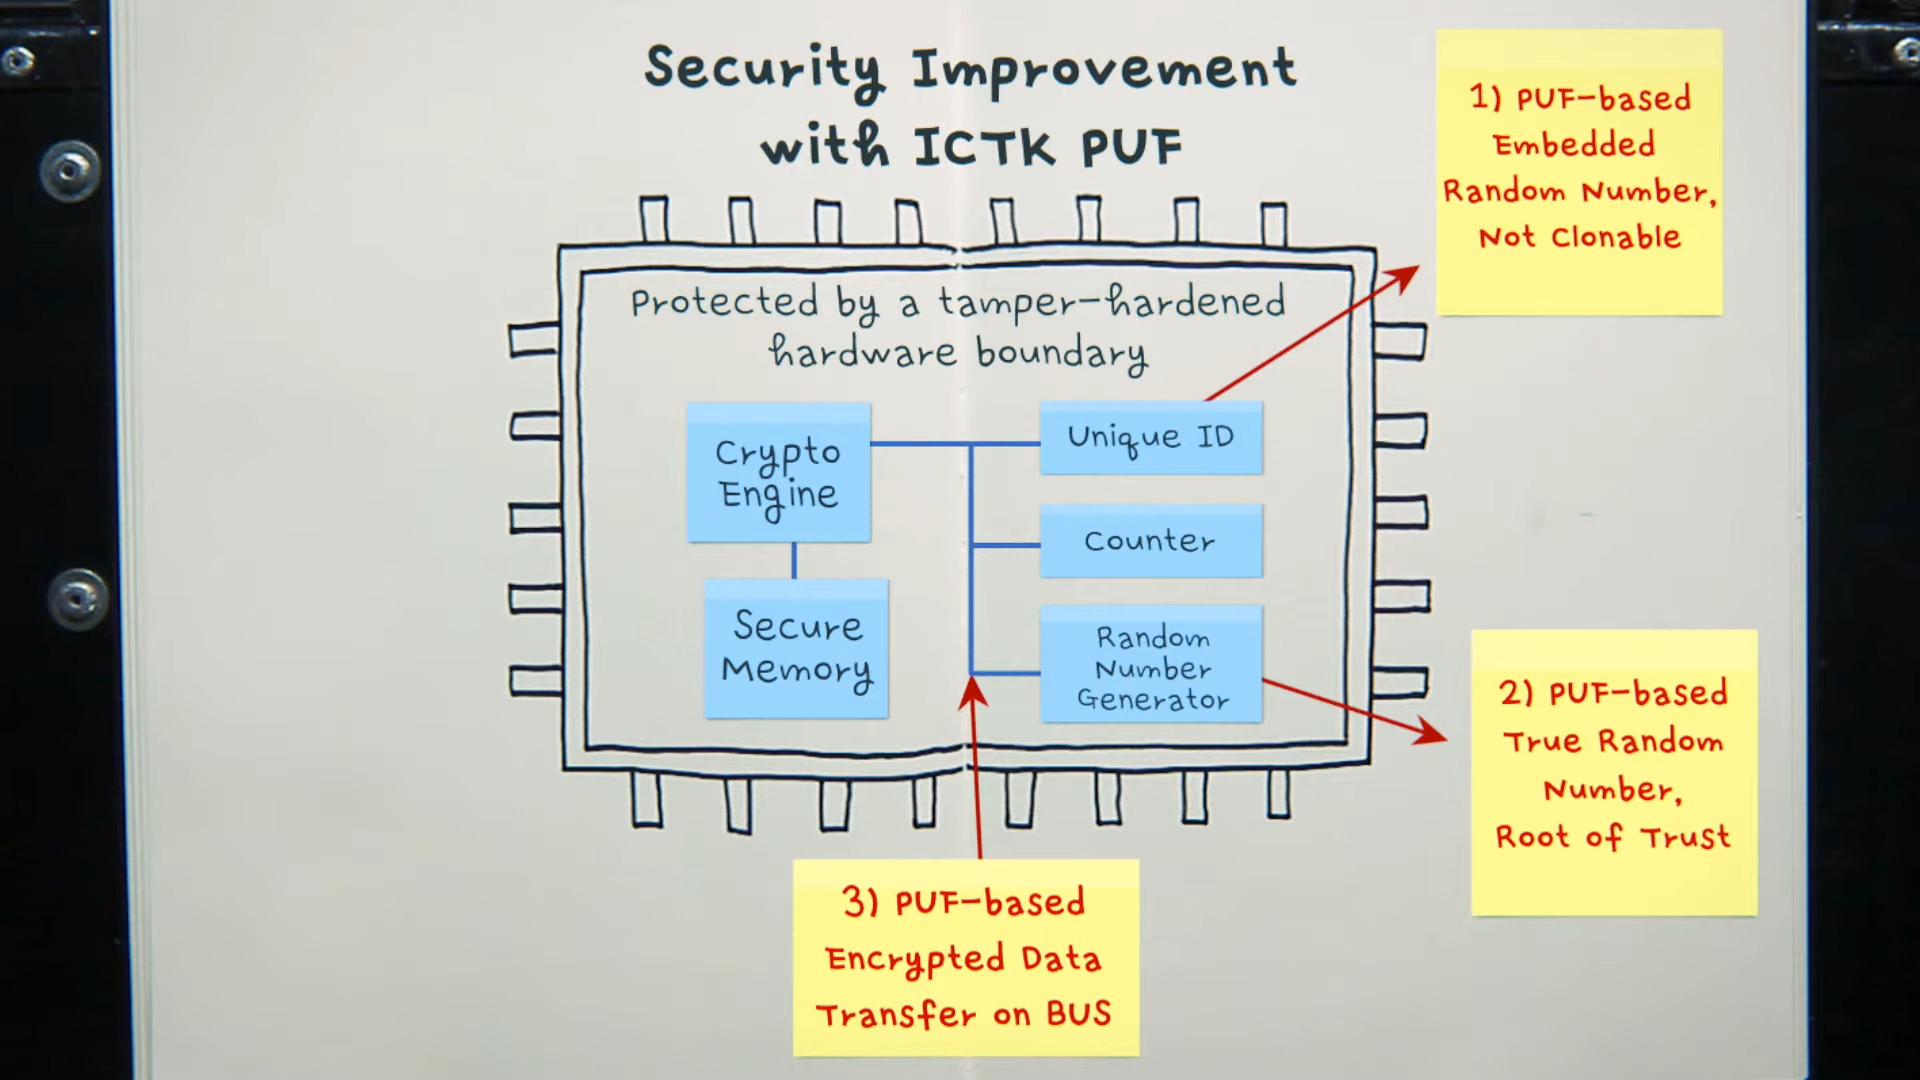 Security Improvement
with ICTK PUF
1) PUF-based
Embedded
Random Number,
Not Clonable
Protected by a tamper-hardened
hardware boundary
Crypto
Engine
Unique ID
Counter
Secure
Memory
Random
Number
Generator
2) PUF-based
True Random
Number,
Root of Trust
3) PUF-based
Encrypted Data
Transfer on BUS